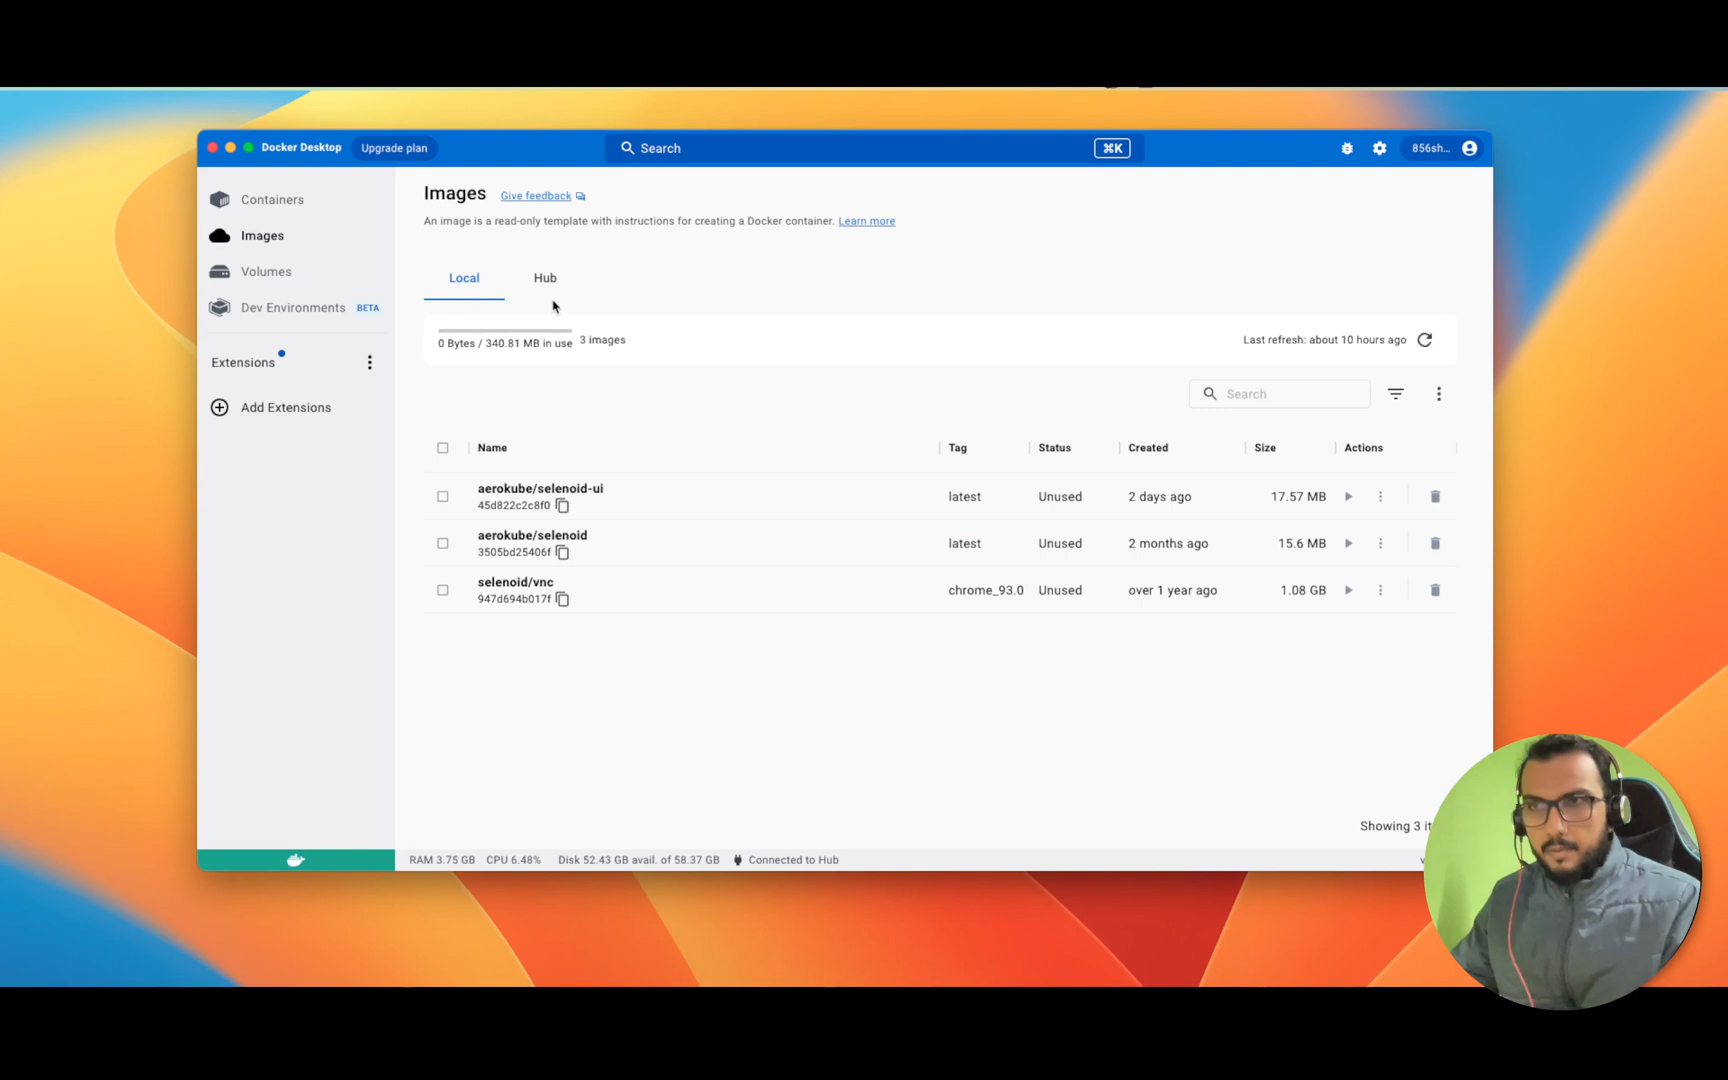 Docker Desktop Upgrade plan Search ⌘K 856sh...
Containers
Images
Volumes
Dev Environments BETA
Extensions
Add Extensions
Images Give feedback
An image is a read-only template with instructions for creating a Docker container. Learn more
Local Hub
0 Bytes / 340.81 MB in use 3 images Last refresh: about 10 hours ago
Search
Name Tag Status Created Size Actions
aerokube/selenoid-ui
45d822c2c8f0 latest Unused 2 days ago 17.57 MB
aerokube/selenoid
3505bd25406f latest Unused 2 months ago 15.6 MB
selenoid/vnc
947d694b017f chrome_93.0 Unused over 1 year ago 1.08 GB
Showing 3
RAM 3.75 GB CPU 6.48% Disk 52.43 GB avail. of 58.37 GB Connected to Hub